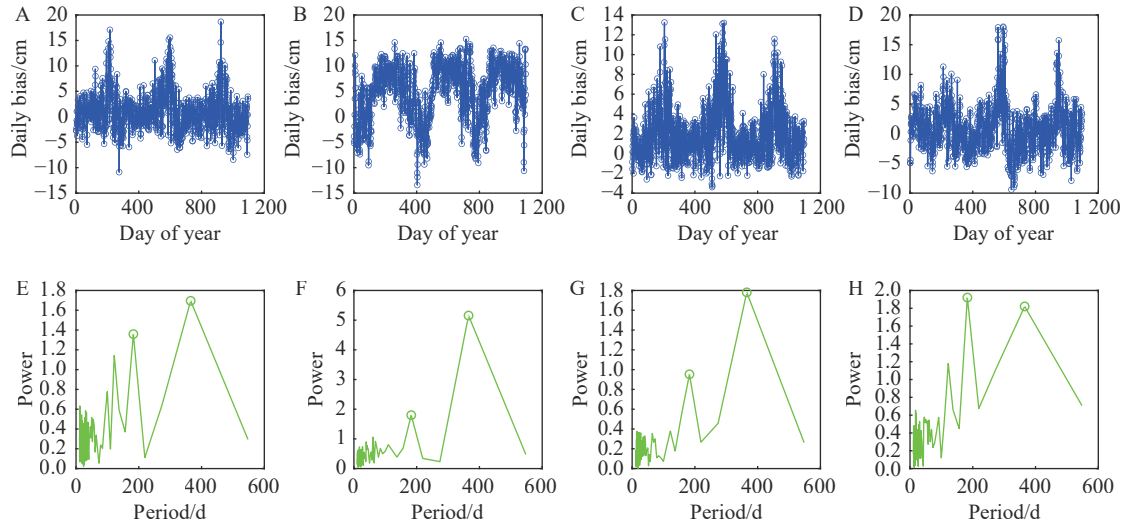 A
Daily bias/cm
20
15
10
5
0
−5
−10
−15
0 400 800 1 200
Day of year
B
Daily bias/cm
20
15
10
5
0
−5
−10
−15
0 400 800 1 200
Day of year
C
Daily bias/cm
14
12
10
8
6
4
2
0
−2
−4
0 400 800 1 200
Day of year
D
Daily bias/cm
20
15
10
5
0
−5
−10
0 400 800 1 200
Day of year
E
Power
1.8
1.6
1.4
1.2
1.0
0.8
0.6
0.4
0.2
0.0
0 200 400 600
Period/d
F
Power
6
5
4
3
2
1
0
0 200 400 600
Period/d
G
Power
1.8
1.6
1.4
1.2
1.0
0.8
0.6
0.4
0.2
0.0
0 200 400 600
Period/d
H
Power
2.0
1.8
1.6
1.4
1.2
1.0
0.8
0.6
0.4
0.2
0.0
0 200 400 600
Period/d